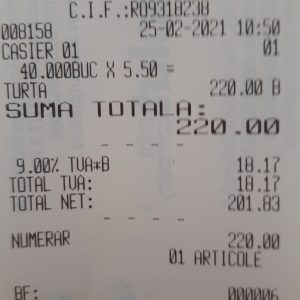 C.I.F.:RO9318238
008158 25-02-2021 10:50
CASIER 01 01
40.000BUC X 5.50 =
TURTA 220.00 B
SUMA TOTALA:
220.00
- - - -
9.00% TVA*B 18.17
TOTAL TVA: 18.17
TOTAL NET: 201.83
- - - -
NUMERAR 220.00
01 ARTICOLE
BF: 000006